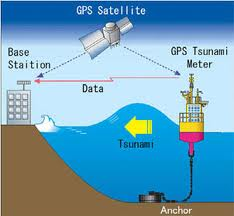 GPS Satellite
Base
Staition
GPS Tsunami
Meter
Data
Tsunami
Anchor